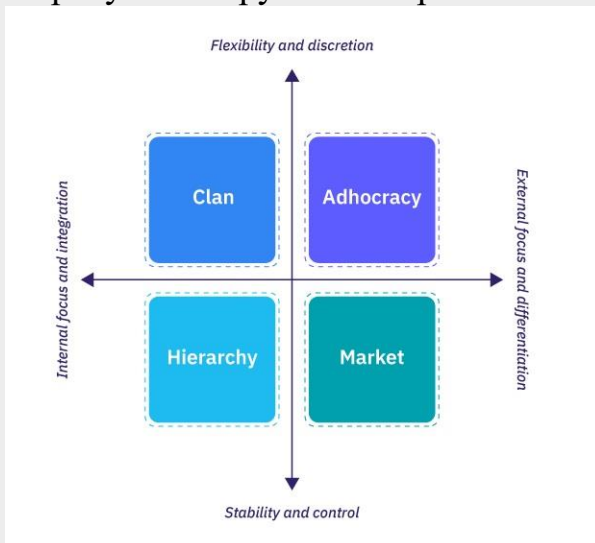 Flexibility and discretion
Clan
Adhocracy
Internal focus and integration
External focus and differentiation
Hierarchy
Market
Stability and control